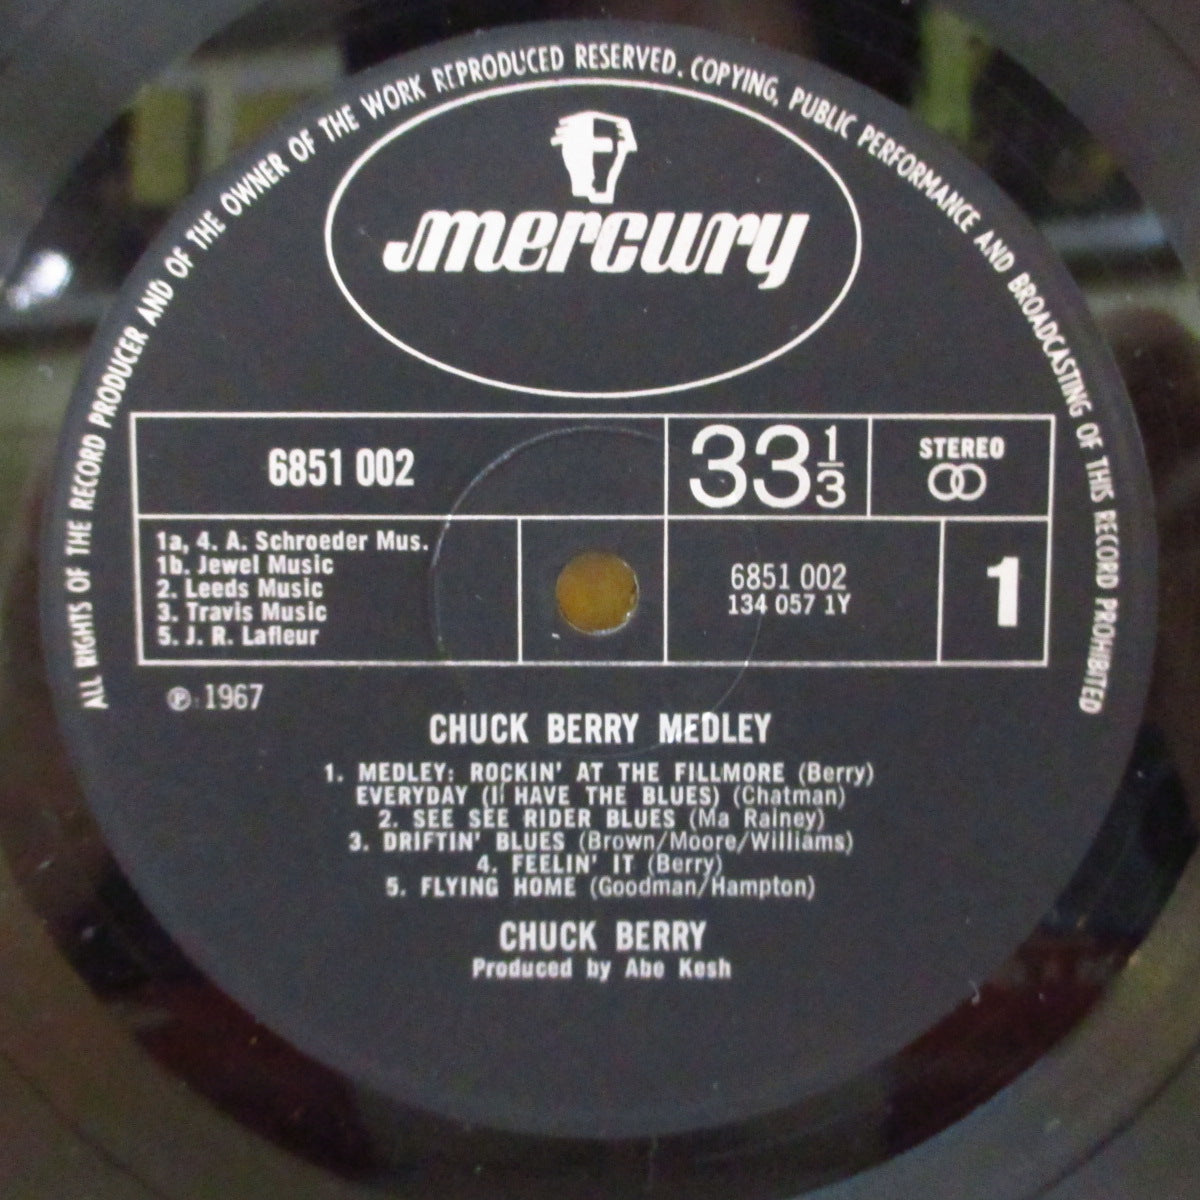 ALL RIGHTS OF THE RECORD PRODUCER AND OF THE OWNER OF THE WORK REPRODUCED RESERVED. COPYING, PUBLIC PERFORMANCE AND BROADCASTING OF THIS RECORD PROHIBITED
mercury
6851 002
33 1/3
STEREO
1a, 4. A. Schroeder Mus.
1b. Jewel Music
2. Leeds Music
3. Travis Music
5. J. R. Lafleur
6851 002
134 057 1Y
1
℗ 1967
CHUCK BERRY MEDLEY
1. MEDLEY: ROCKIN' AT THE FILLMORE (Berry)
EVERYDAY (I HAVE THE BLUES) (Chatman)
2. SEE SEE RIDER BLUES (Ma Rainey)
3. DRIFTIN' BLUES (Brown/Moore/Williams)
4. FEELIN' IT (Berry)
5. FLYING HOME (Goodman/Hampton)
CHUCK BERRY
Produced by Abe Kesh